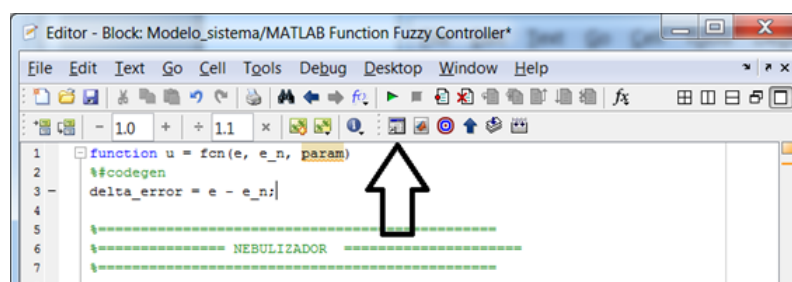 Editor - Block: Modelo_sistema/MATLAB Function Fuzzy Controller*
File Edit Text Go Cell Tools Debug Desktop Window Help
fx
- 1.0 + ÷ 1.1 ×
1 function u = fcn(e, e_n, param)
2 %#codegen
3 - delta_error = e - e_n;
4
5 %================================================
6 %================ NEBULIZADOR ======================
7 %================================================